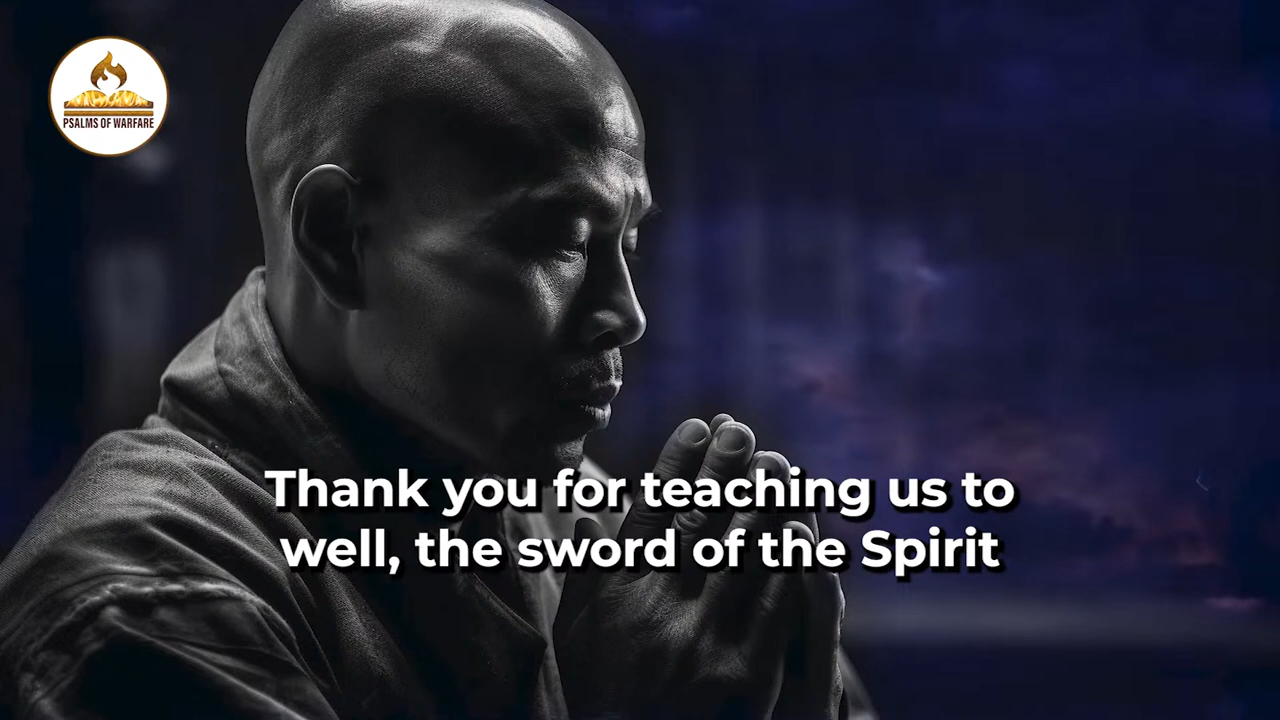 PSALMS OF WARFARE
Thank you for teaching us to
well, the sword of the Spirit